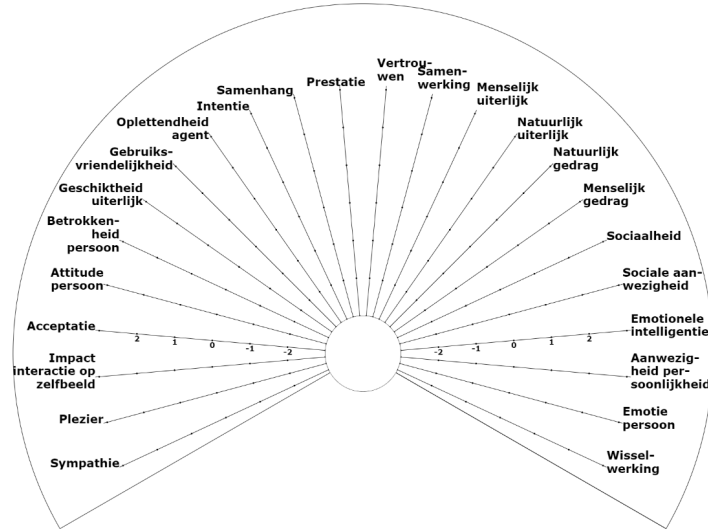 Vertrou-
wen
Samen-
werking
Prestatie
Samenhang
Menselijk
uiterlijk
Intentie
Oplettendheid
agent
Natuurlijk
uiterlijk
Gebruiks-
vriendelijkheid
Natuurlijk
gedrag
Geschiktheid
uiterlijk
Menselijk
gedrag
Betrokken-
heid
persoon
Sociaalheid
Attitude
persoon
Sociale aan-
wezigheid
Acceptatie
2 1 0 -1 -2
-2 -1 0 1 2
Emotionele
intelligentie
Impact
interactie op
zelfbeeld
Aanwezig-
heid per-
soonlijkheid
Plezier
Emotie
persoon
Sympathie
Wissel-
werking